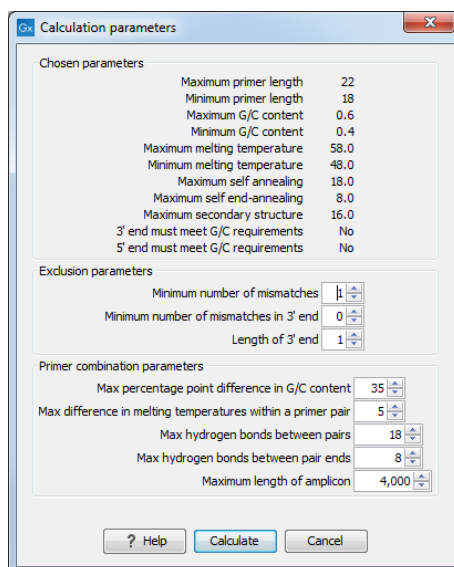 Gx Calculation parameters
Chosen parameters
Maximum primer length 22
Minimum primer length 18
Maximum G/C content 0.6
Minimum G/C content 0.4
Maximum melting temperature 58.0
Minimum melting temperature 48.0
Maximum self annealing 18.0
Maximum self end-annealing 8.0
Maximum secondary structure 16.0
3' end must meet G/C requirements No
5' end must meet G/C requirements No
Exclusion parameters
Minimum number of mismatches 1
Minimum number of mismatches in 3' end 0
Length of 3' end 1
Primer combination parameters
Max percentage point difference in G/C content 35
Max difference in melting temperatures within a primer pair 5
Max hydrogen bonds between pairs 18
Max hydrogen bonds between pair ends 8
Maximum length of amplicon 4,000
? Help Calculate Cancel